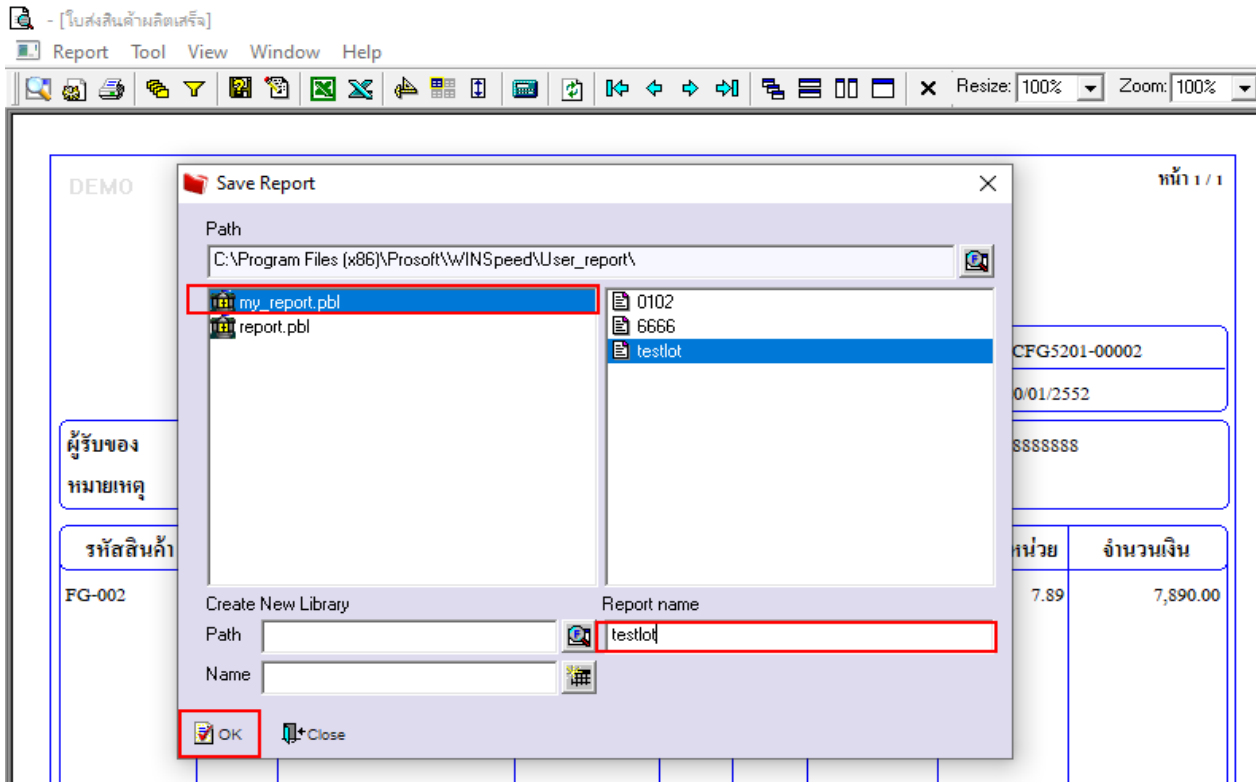 - [ใบส่งสินค้าผลิตเสร็จ]
Report Tool View Window Help
Resize: 100% Zoom: 100%
DEMO
หน้า 1 / 1
Save Report
Path
C:\Program Files (x86)\Prosoft\WINSpeed\User_report\
my_report.pbl
report.pbl
0102
6666
testlot
CFG5201-00002
0/01/2552
ผู้รับของ
8888888
หมายเหตุ
รหัสสินค้า
หน่วย
จำนวนเงิน
FG-002
7.89
7,890.00
Create New Library
Report name
Path
testlot
Name
OK
Close